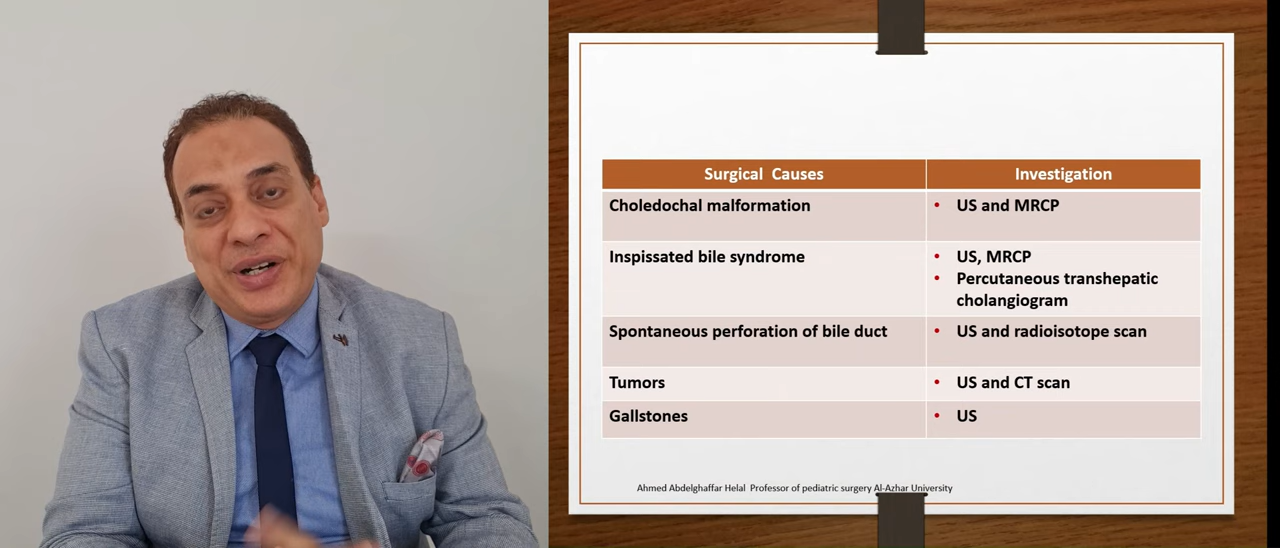 Surgical Causes
Investigation
Choledochal malformation
• US and MRCP
Inspissated bile syndrome
• US, MRCP
• Percutaneous transhepatic
cholangiogram
Spontaneous perforation of bile duct
• US and radioisotope scan
Tumors
• US and CT scan
Gallstones
• US
Ahmed Abdelghaffar Helal Professor of pediatric surgery Al-Azhar University